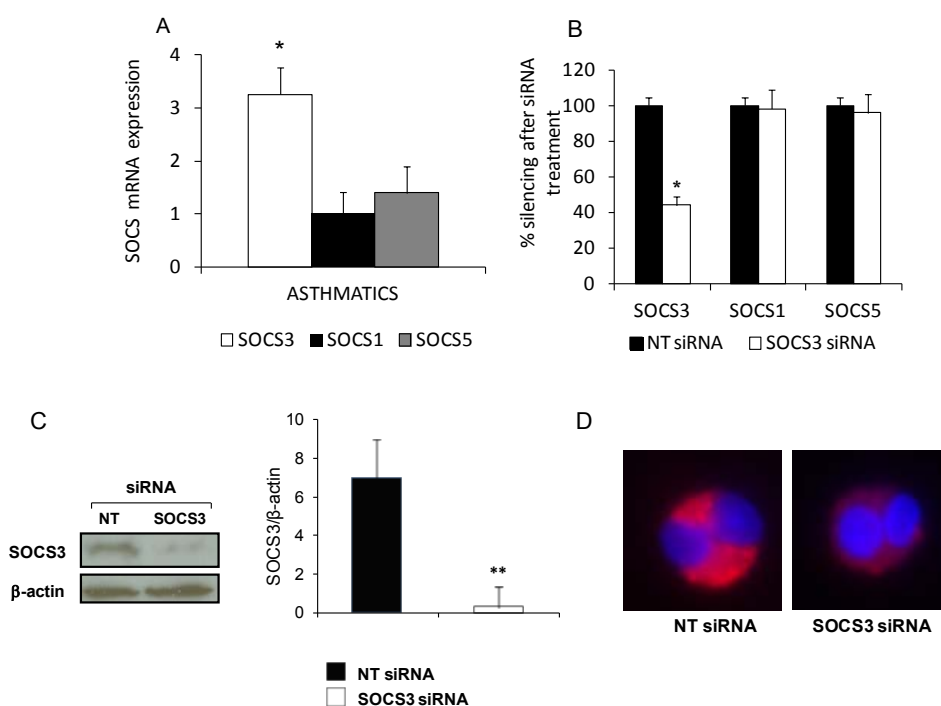 A
SOCS mRNA expression
4
3
2
1
0
*
ASTHMATICS
SOCS3 SOCS1 SOCS5
B
% silencing after siRNA
treatment
120
100
80
60
40
20
0
*
SOCS3 SOCS1 SOCS5
NT siRNA SOCS3 siRNA
C
siRNA
NT SOCS3
SOCS3
β-actin
SOCS3/β-actin
10
8
6
4
2
0
**
NT siRNA
SOCS3 siRNA
D
NT siRNA SOCS3 siRNA